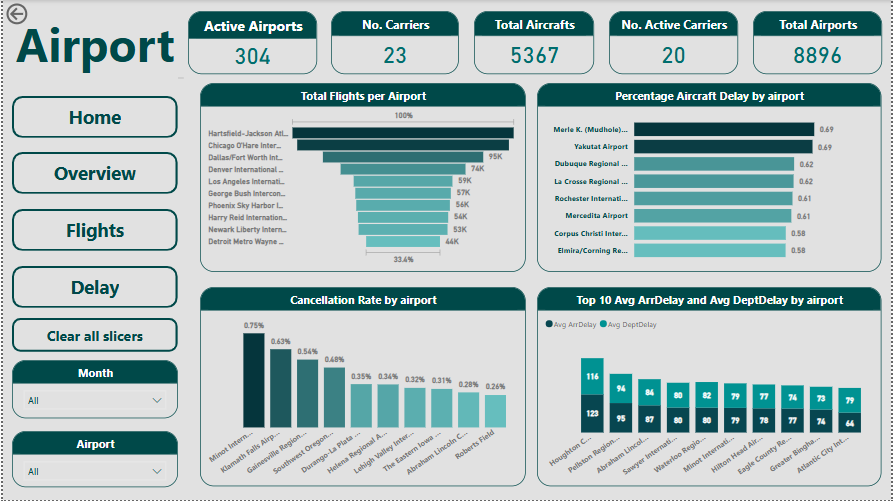 Airport
Active Airports
304
No. Carriers
23
Total Aircrafts
5367
No. Active Carriers
20
Total Airports
8896
Home
Overview
Flights
Delay
Clear all slicers
Month
All
Airport
All
Total Flights per Airport
100%
Hartsfield-Jackson Atl...
Chicago O'Hare Inter...
Dallas/Fort Worth Int...
95K
Denver International ...
74K
Los Angeles Internati...
59K
George Bush Intercon...
57K
Phoenix Sky Harbor I...
56K
Harry Reid Internation...
54K
Newark Liberty Intern...
53K
Detroit Metro Wayne ...
44K
33.4%
Percentage Aircraft Delay by airport
Merle K. (Mudhole)...
0.69
Yakutat Airport
0.69
Dubuque Regional ...
0.62
La Crosse Regional ...
0.62
Rochester Internati...
0.61
Mercedita Airport
0.61
Corpus Christi Inter...
0.58
Elmira/Corning Re...
0.58
Cancellation Rate by airport
0.75%
0.63%
0.54%
0.48%
0.35%
0.34%
0.32%
0.31%
0.28%
0.26%
Minot Intern...
Klamath Falls Airp...
Gainesville Region...
Southwest Oregon...
Durango-La Plata ...
Helena Regional A...
Lehigh Valley Inter...
The Eastern Iowa ...
Abraham Lincoln C...
Roberts Field
Top 10 Avg ArrDelay and Avg DeptDelay by airport
Avg ArrDelay
Avg DeptDelay
116
94
84
80
82
79
77
74
73
79
123
95
87
80
80
79
78
77
74
64
Houghton C...
Pellston Region...
Abraham Lincol...
Sawyer Internati...
Waterloo Regio...
Minot Internati...
Hilton Head Air...
Eagle County Re...
Greater Bingha...
Atlantic City Int...